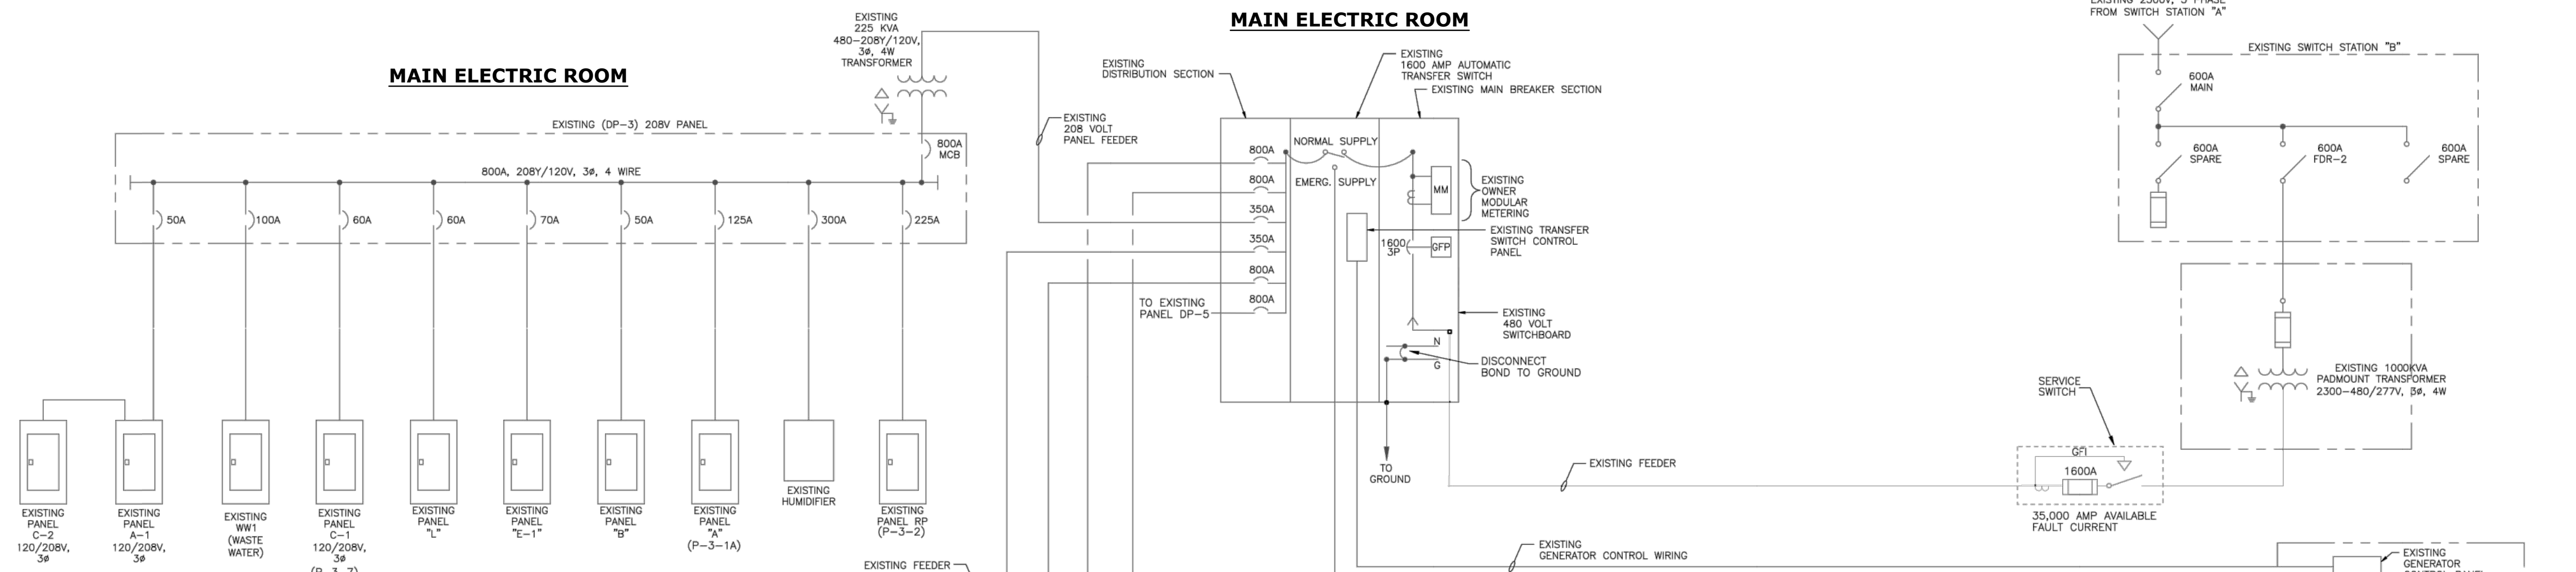 MAIN ELECTRIC ROOM
EXISTING
225 KVA
480-208Y/120V,
3ø, 4W
TRANSFORMER
EXISTING (DP-3) 208V PANEL
800A
MCB
800A, 208Y/120V, 3ø, 4 WIRE
50A
100A
60A
60A
70A
50A
125A
300A
225A
EXISTING
PANEL
C-2
120/208V,
3ø
EXISTING
PANEL
A-1
120/208V,
3ø
EXISTING
WW1
(WASTE
WATER)
EXISTING
PANEL
C-1
120/208V,
3ø
(P-3-7)
EXISTING
PANEL
"L"
EXISTING
PANEL
"E-1"
EXISTING
PANEL
"B"
EXISTING
PANEL
"A"
(P-3-1A)
EXISTING
HUMIDIFIER
EXISTING
PANEL RP
(P-3-2)
MAIN ELECTRIC ROOM
EXISTING
208 VOLT
PANEL FEEDER
EXISTING
DISTRIBUTION SECTION
EXISTING
1600 AMP AUTOMATIC
TRANSFER SWITCH
EXISTING MAIN BREAKER SECTION
800A
800A
350A
350A
800A
800A
NORMAL SUPPLY
EMERG. SUPPLY
MM
1600
3P
GFP
EXISTING
OWNER
MODULAR
METERING
EXISTING TRANSFER
SWITCH CONTROL
PANEL
TO EXISTING
PANEL DP-5
EXISTING
480 VOLT
SWITCHBOARD
N
G
DISCONNECT
BOND TO GROUND
TO
GROUND
EXISTING FEEDER
EXISTING FEEDER
EXISTING
GENERATOR CONTROL WIRING
EXISTING 2300V, 3 PHASE
FROM SWITCH STATION "A"
EXISTING SWITCH STATION "B"
600A
MAIN
600A
SPARE
600A
FDR-2
600A
SPARE
EXISTING 1000KVA
PADMOUNT TRANSFORMER
2300-480/277V, 3ø, 4W
SERVICE
SWITCH
GFI
1600A
35,000 AMP AVAILABLE
FAULT CURRENT
EXISTING
GENERATOR
CONTROL PANEL